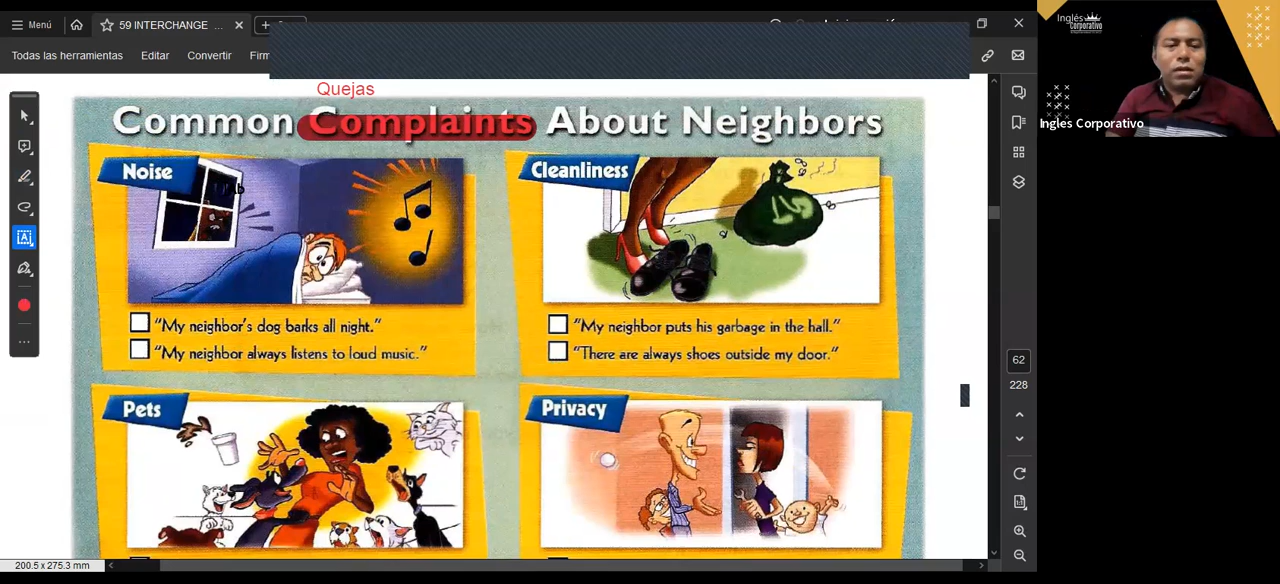 Menú
59 INTERCHANGE ...
Todas las herramientas
Editar
Convertir
Quejas
Common Complaints About Neighbors
Noise
"My neighbor's dog barks all night."
"My neighbor always listens to loud music."
Cleanliness
"My neighbor puts his garbage in the hall."
"There are always shoes outside my door."
Pets
Privacy
62
228
200.5 x 275.3 mm
Inglés
Corporativo
Ingles Corporativo